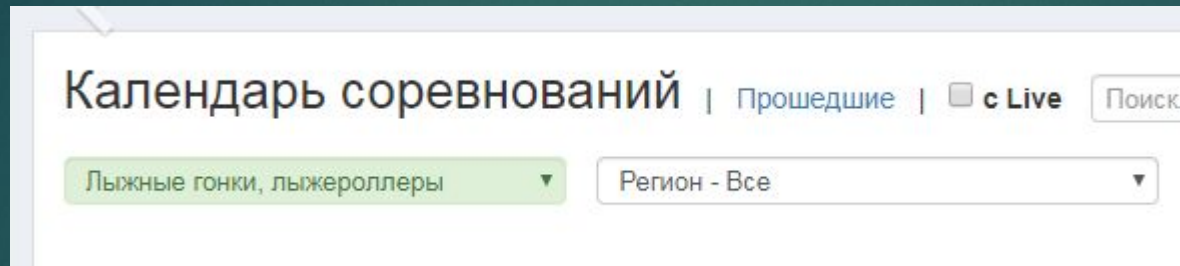 Календарь соревнований | Прошедшие | с Live Поиск
Лыжные гонки, лыжероллеры Регион - Все